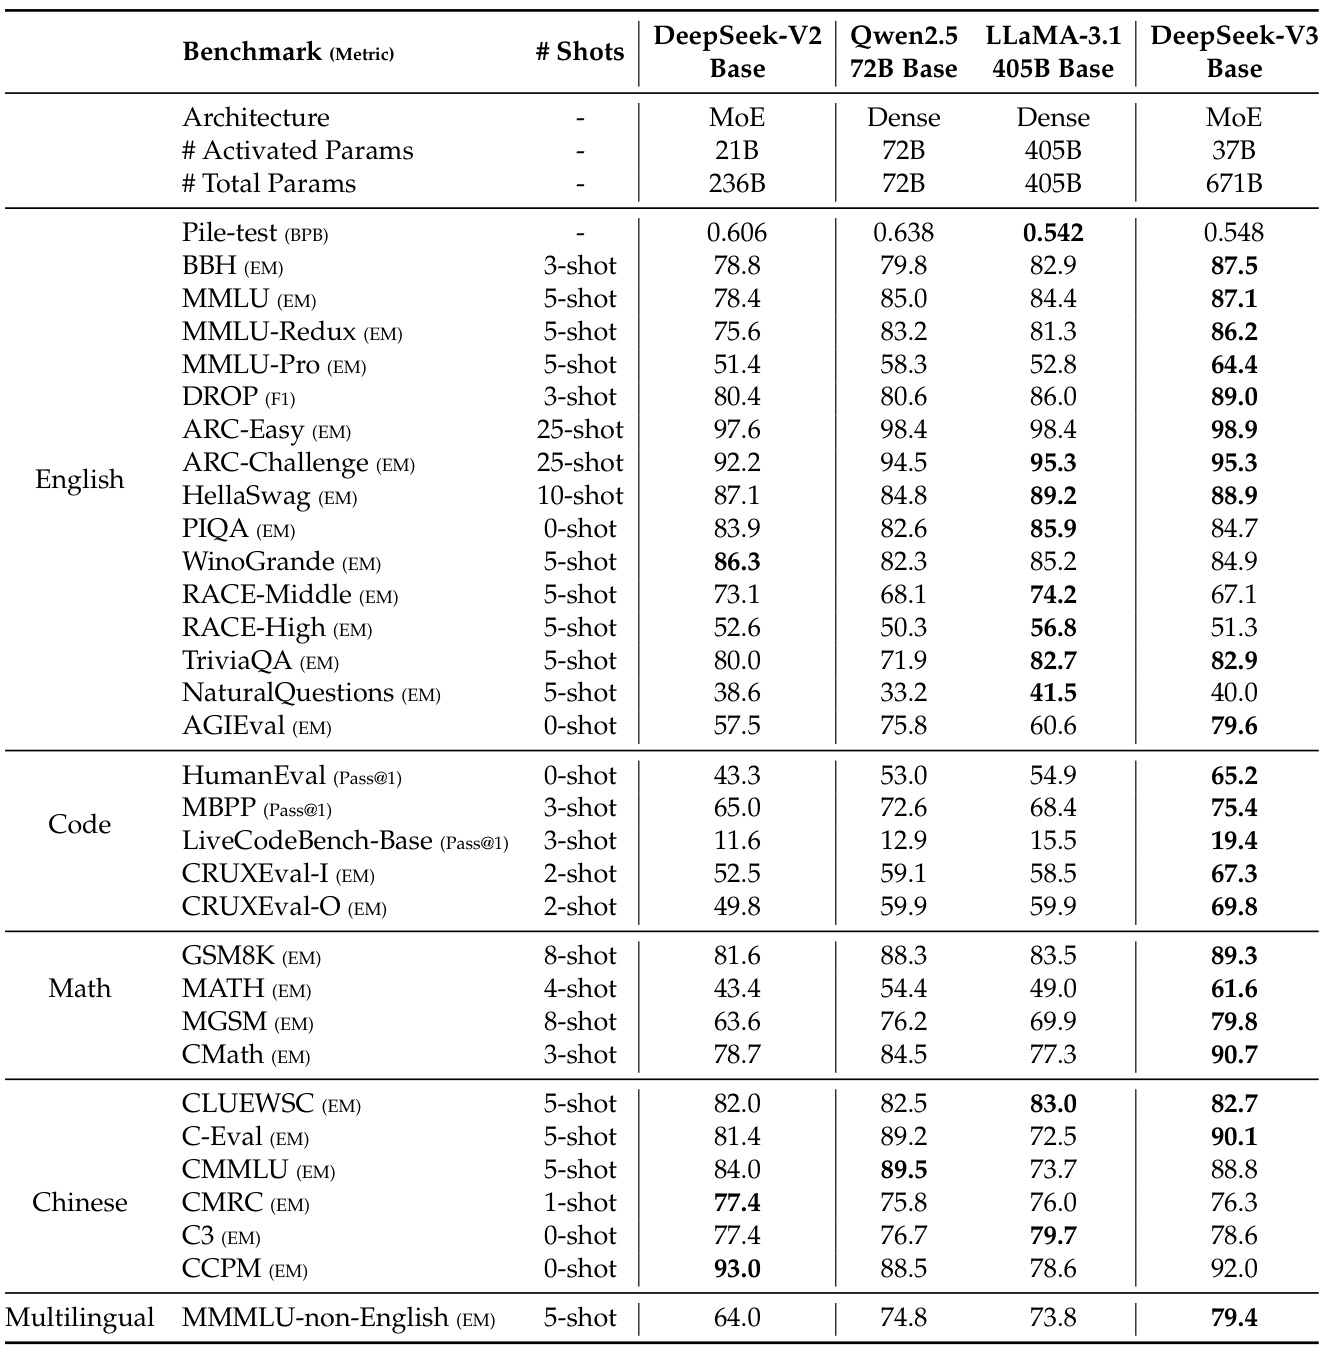 Benchmark (Metric) # Shots DeepSeek-V2 Base Qwen2.5 72B Base LLaMA-3.1 405B Base DeepSeek-V3 Base
Architecture - MoE Dense Dense MoE
# Activated Params - 21B 72B 405B 37B
# Total Params - 236B 72B 405B 671B
English
Pile-test (BPB) - 0.606 0.638 0.542 0.548
BBH (EM) 3-shot 78.8 79.8 82.9 87.5
MMLU (EM) 5-shot 78.4 85.0 84.4 87.1
MMLU-Redux (EM) 5-shot 75.6 83.2 81.3 86.2
MMLU-Pro (EM) 5-shot 51.4 58.3 52.8 64.4
DROP (F1) 3-shot 80.4 80.6 86.0 89.0
ARC-Easy (EM) 25-shot 97.6 98.4 98.4 98.9
ARC-Challenge (EM) 25-shot 92.2 94.5 95.3 95.3
HellaSwag (EM) 10-shot 87.1 84.8 89.2 88.9
PIQA (EM) 0-shot 83.9 82.6 85.9 84.7
WinoGrande (EM) 5-shot 86.3 82.3 85.2 84.9
RACE-Middle (EM) 5-shot 73.1 68.1 74.2 67.1
RACE-High (EM) 5-shot 52.6 50.3 56.8 51.3
TriviaQA (EM) 5-shot 80.0 71.9 82.7 82.9
NaturalQuestions (EM) 5-shot 38.6 33.2 41.5 40.0
AGIEval (EM) 0-shot 57.5 75.8 60.6 79.6
Code
HumanEval (Pass@1) 0-shot 43.3 53.0 54.9 65.2
MBPP (Pass@1) 3-shot 65.0 72.6 68.4 75.4
LiveCodeBench-Base (Pass@1) 3-shot 11.6 12.9 15.5 19.4
CRUXEval-I (EM) 2-shot 52.5 59.1 58.5 67.3
CRUXEval-O (EM) 2-shot 49.8 59.9 59.9 69.8
Math
GSM8K (EM) 8-shot 81.6 88.3 83.5 89.3
MATH (EM) 4-shot 43.4 54.4 49.0 61.6
MGSM (EM) 8-shot 63.6 76.2 69.9 79.8
CMath (EM) 3-shot 78.7 84.5 77.3 90.7
Chinese
CLUEWSC (EM) 5-shot 82.0 82.5 83.0 82.7
C-Eval (EM) 5-shot 81.4 89.2 72.5 90.1
CMMLU (EM) 5-shot 84.0 89.5 73.7 88.8
CMRC (EM) 1-shot 77.4 75.8 76.0 76.3
C3 (EM) 0-shot 77.4 76.7 79.7 78.6
CCPM (EM) 0-shot 93.0 88.5 78.6 92.0
Multilingual MMMLU-non-English (EM) 5-shot 64.0 74.8 73.8 79.4